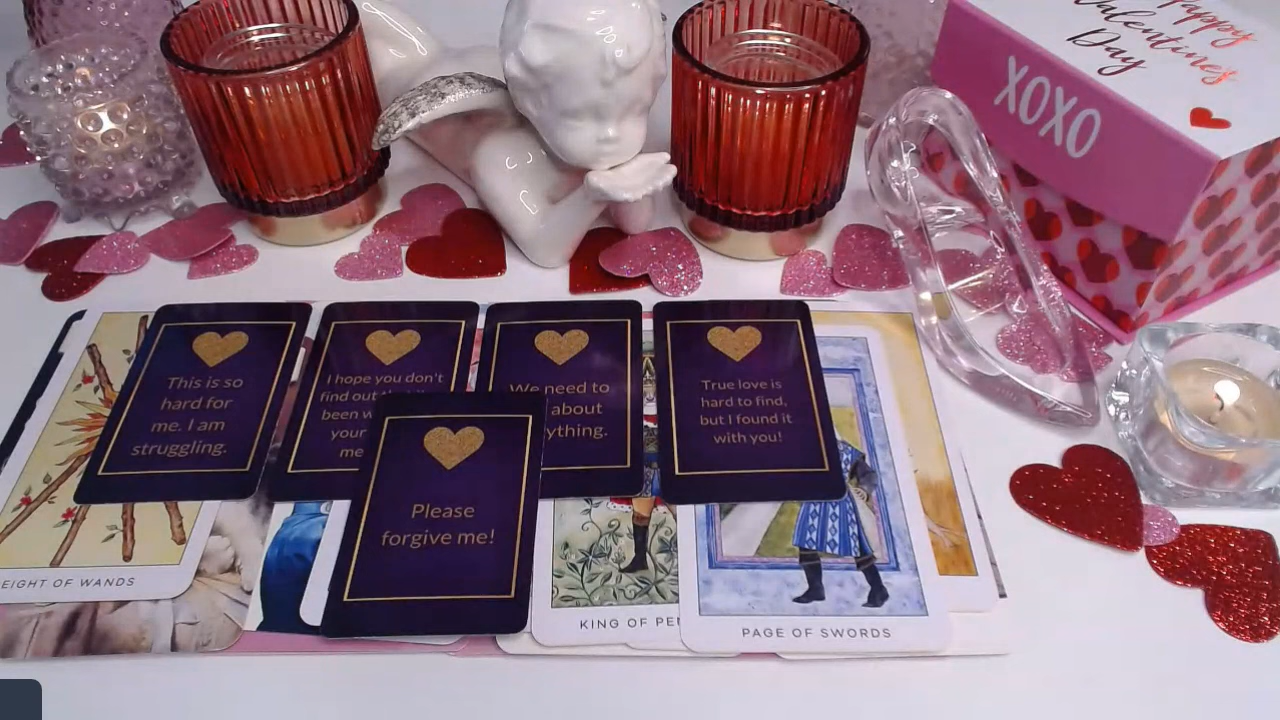 Happy
Valentines
Day
XOXO
This is so
hard for
me. I am
struggling.
I hope you don't
find out
been
your
me
We need to
about
True love is
hard to find,
but I found it
with you!
Please
forgive me!
EIGHT OF WANDS
KING OF
PAGE OF SWORDS